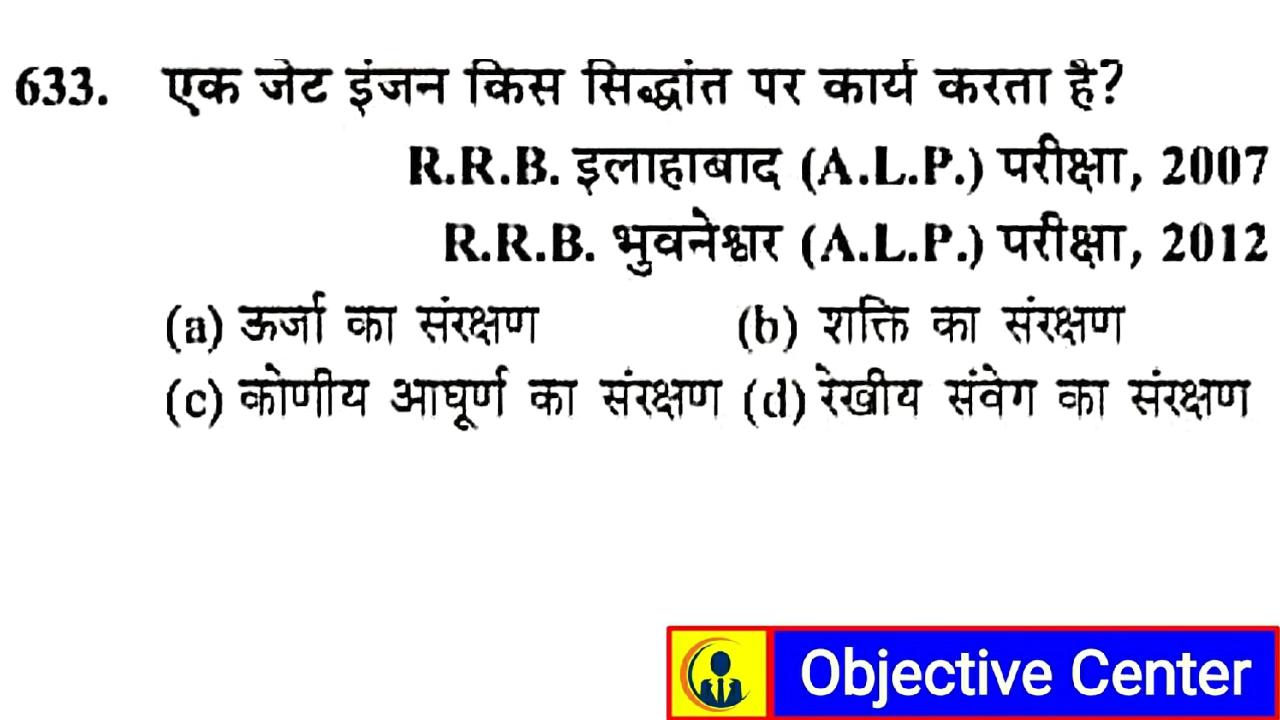 633. एक जेट इंजन किस सिद्धांत पर कार्य करता है?
R.R.B. इलाहाबाद (A.L.P.) परीक्षा, 2007
R.R.B. भुवनेश्वर (A.L.P.) परीक्षा, 2012
(a) ऊर्जा का संरक्षण (b) शक्ति का संरक्षण
(c) कोणीय आघूर्ण का संरक्षण (d) रेखीय संवेग का संरक्षण
Objective Center